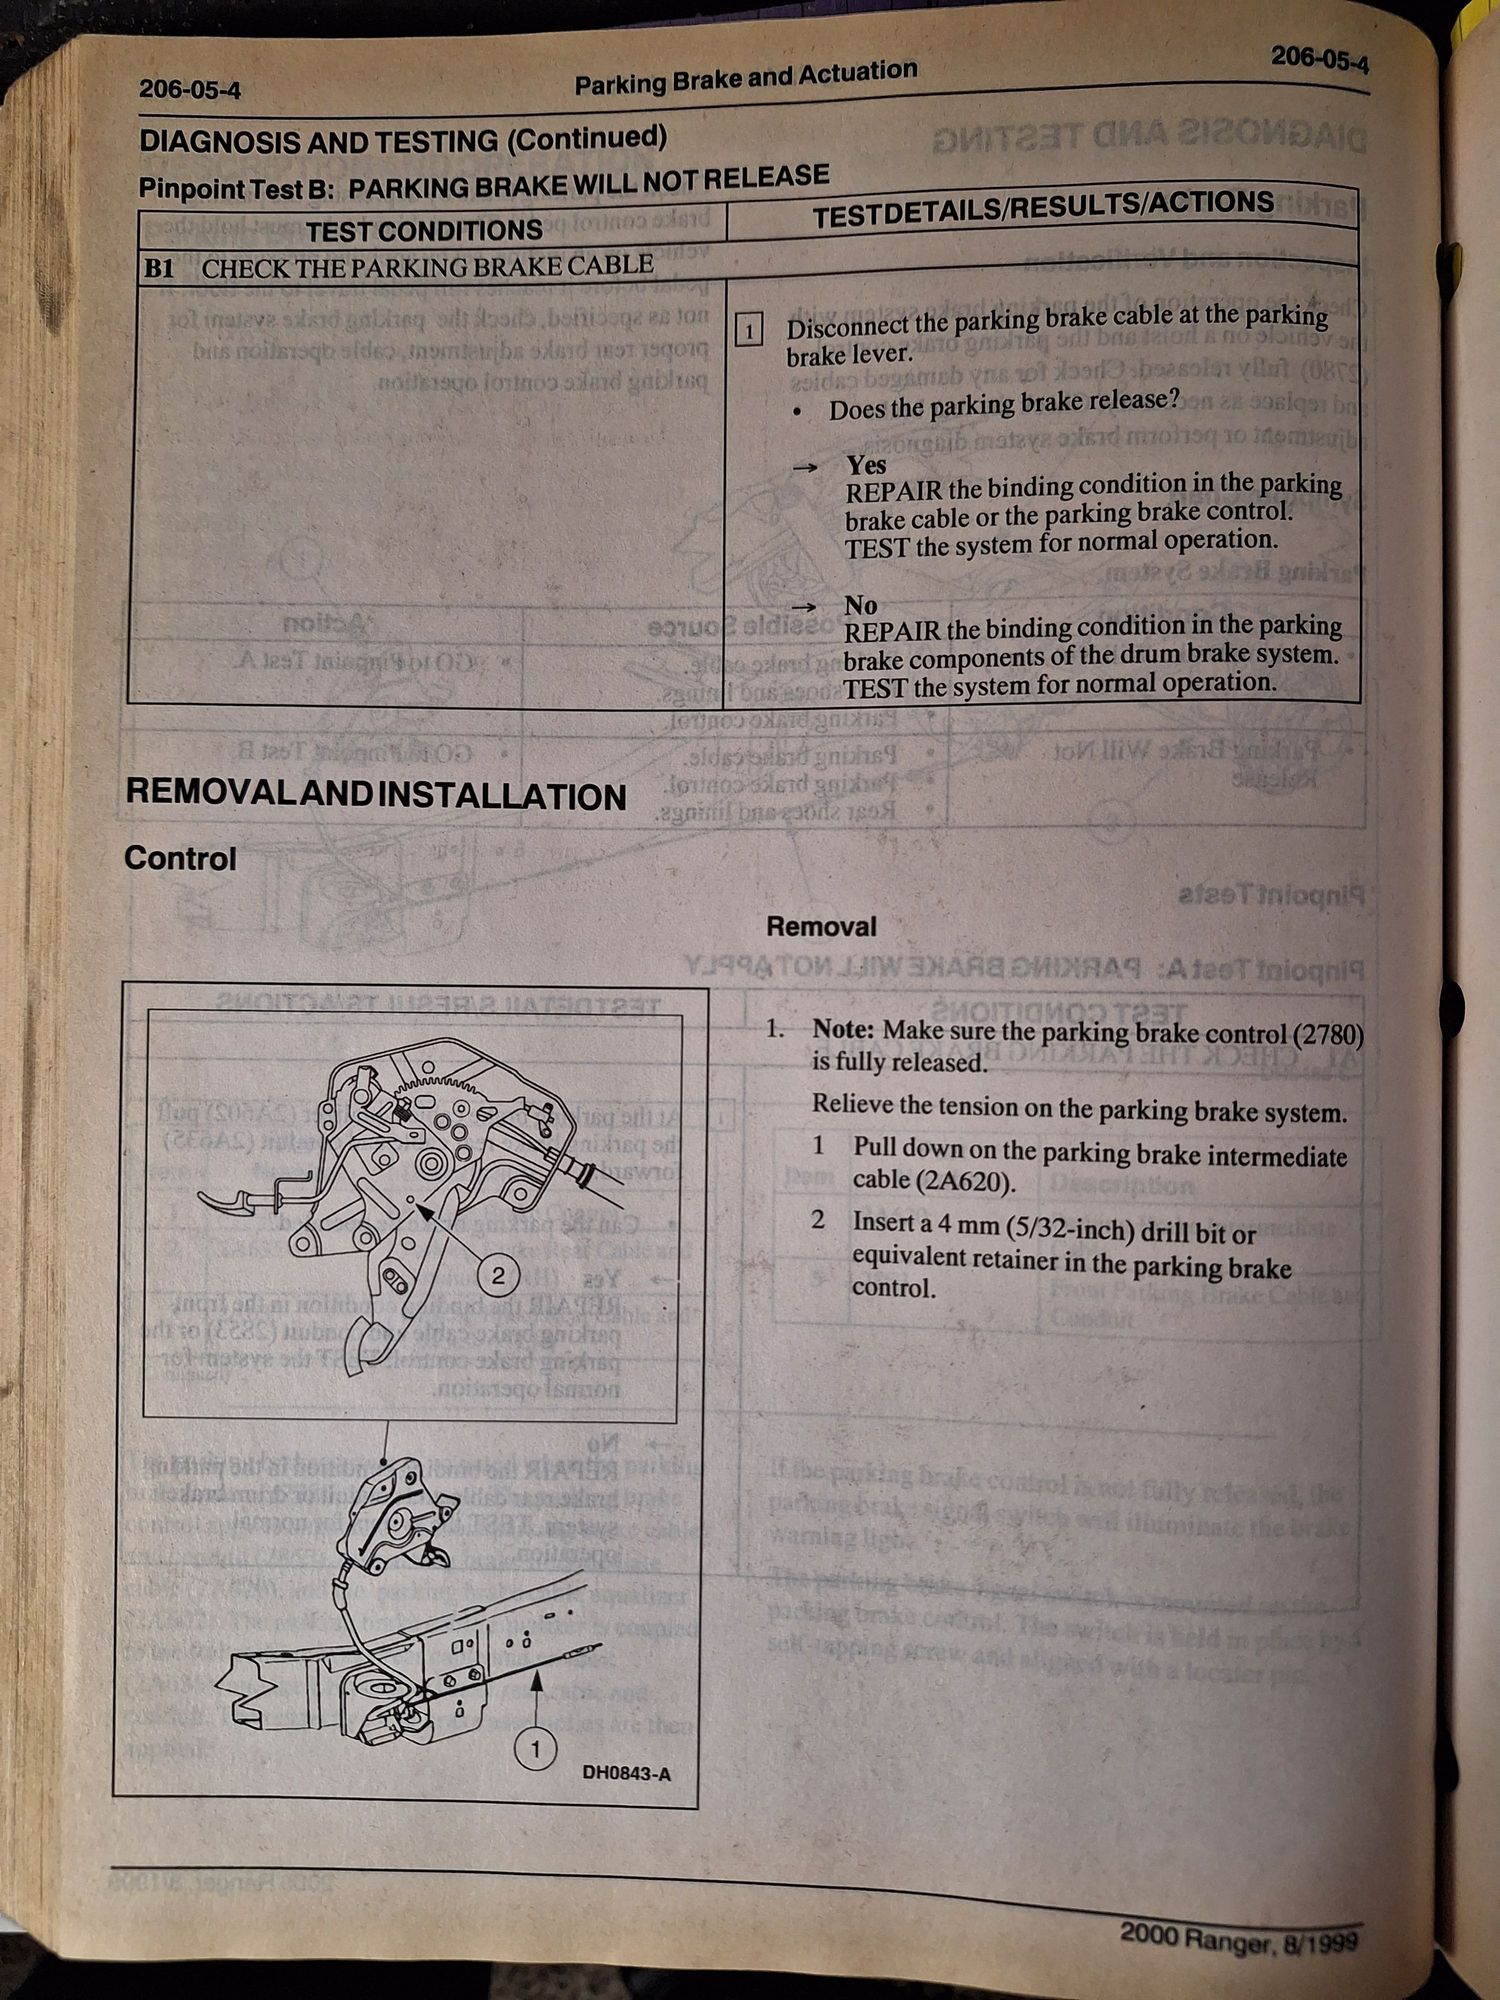 206-05-4
Parking Brake and Actuation
206-05-4
DIAGNOSIS AND TESTING (Continued)
Pinpoint Test B: PARKING BRAKE WILL NOT RELEASE
TEST CONDITIONS
TESTDETAILS/RESULTS/ACTIONS
B1 CHECK THE PARKING BRAKE CABLE
1 Disconnect the parking brake cable at the parking
brake lever.
• Does the parking brake release?
→ Yes
REPAIR the binding condition in the parking
brake cable or the parking brake control.
TEST the system for normal operation.
→ No
REPAIR the binding condition in the parking
brake components of the drum brake system.
TEST the system for normal operation.
REMOVAL AND INSTALLATION
Control
Removal
1. Note: Make sure the parking brake control (2780)
is fully released.
Relieve the tension on the parking brake system.
1 Pull down on the parking brake intermediate
cable (2A620).
2 Insert a 4 mm (5/32-inch) drill bit or
equivalent retainer in the parking brake
control.
2
1
DH0843-A
2000 Ranger, 8/1999